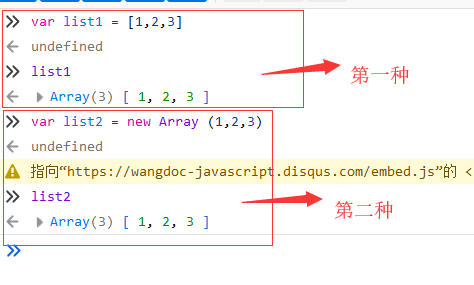 var list1 = [1,2,3]
undefined
list1
Array(3) [ 1, 2, 3 ]
第一种
var list2 = new Array (1,2,3)
undefined
指向“https://wangdoc-javascript.disqus.com/embed.js”的 <
list2
Array(3) [ 1, 2, 3 ]
第二种